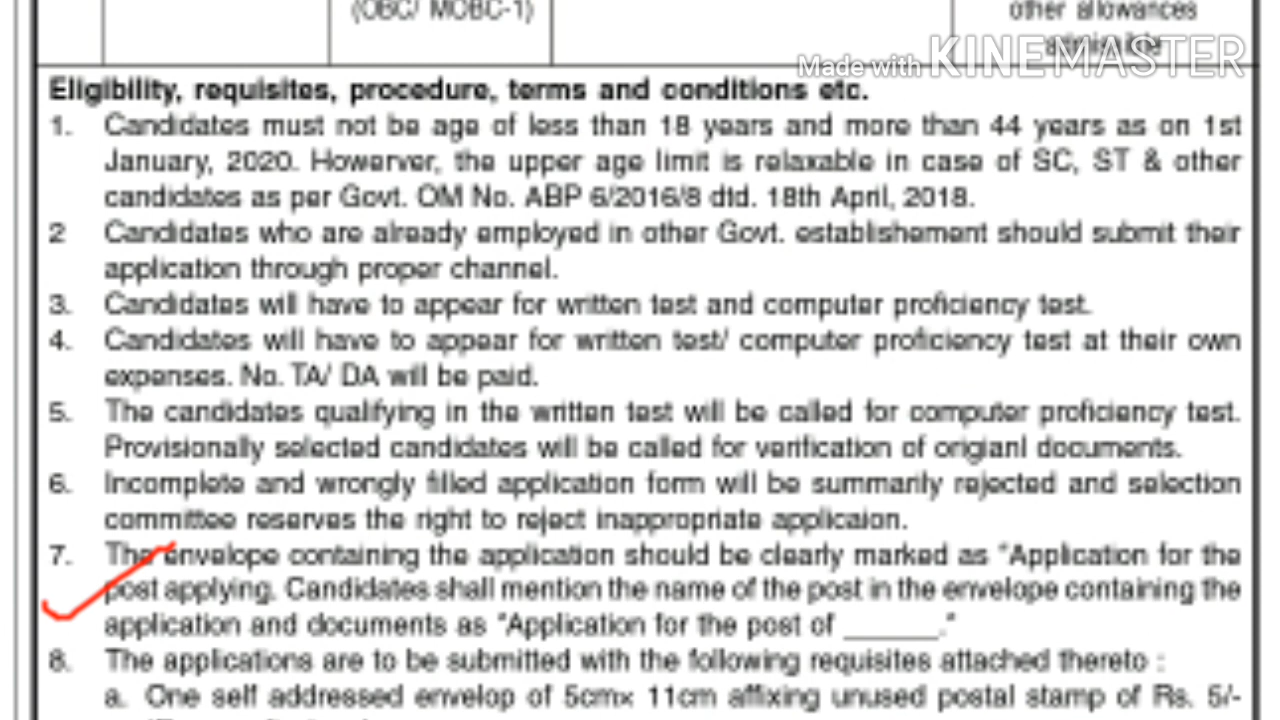 (OBC/ MOBC-1)
other allowances
admissible
Made with KINEMASTER
Eligibility, requisites, procedure, terms and conditions etc.
1. Candidates must not be age of less than 18 years and more than 44 years as on 1st
January, 2020. Howerver, the upper age limit is relaxable in case of SC, ST & other
candidates as per Govt. OM No. ABP 6/2016/8 dtd. 18th April, 2018.
2 Candidates who are already employed in other Govt. establishement should submit their
application through proper channel.
3. Candidates will have to appear for written test and computer proficiency test.
4. Candidates will have to appear for written test/ computer proficiency test at their own
expenses. No. TA/ DA will be paid.
5. The candidates qualifying in the written test will be called for computer proficiency test.
Provisionally selected candidates will be called for verification of origianl documents.
6. Incomplete and wrongly filled application form will be summarily rejected and selection
committee reserves the right to reject inappropriate applicaion.
7. The envelope containing the application should be clearly marked as "Application for the
post applying. Candidates shall mention the name of the post in the envelope containing the
application and documents as "Application for the post of ______."
8. The applications are to be submitted with the following requisites attached thereto :
a. One self addressed envelop of 5cmx 11cm affixing unused postal stamp of Rs. 5/-